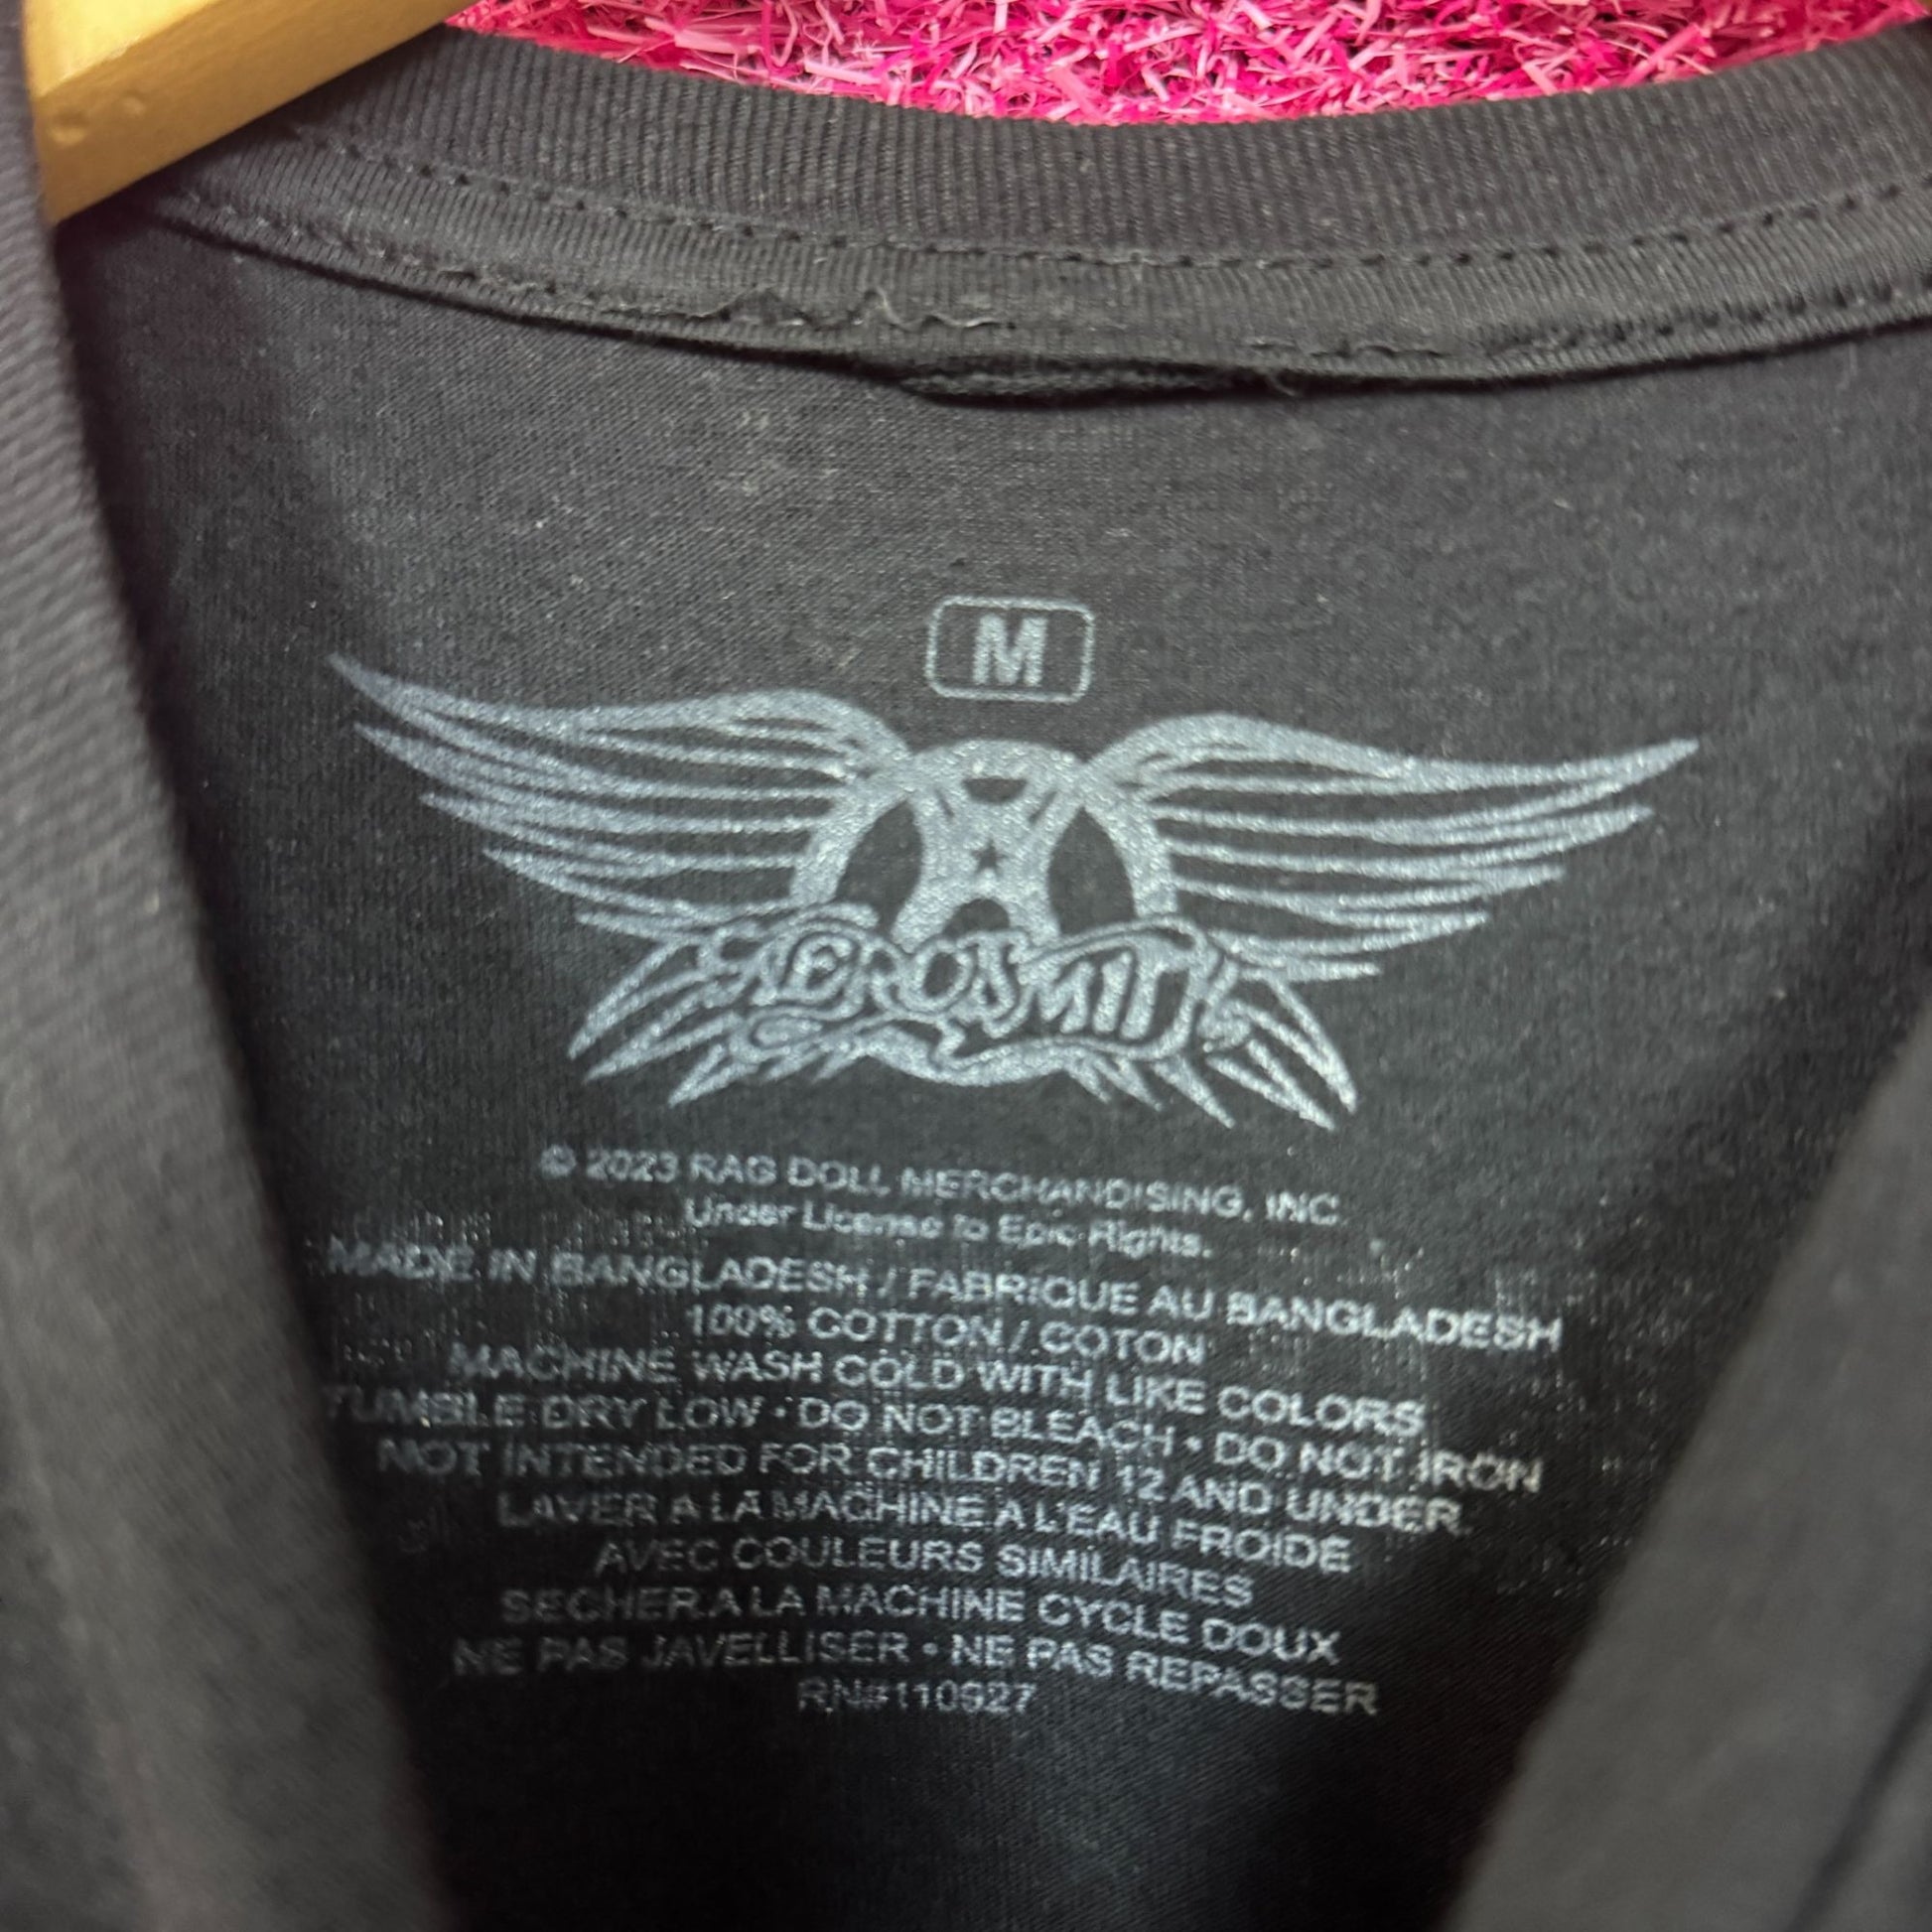 M
AEROSMITH
© 2023 RAG DOLL MERCHANDISING, INC.
Under License to Epic Rights.
MADE IN BANGLADESH / FABRIQUE AU BANGLADESH
100% COTTON / COTON
MACHINE WASH COLD WITH LIKE COLORS
TUMBLE DRY LOW • DO NOT BLEACH • DO NOT IRON
NOT INTENDED FOR CHILDREN 12 AND UNDER.
LAVER A LA MACHINE A L'EAU FROIDE
AVEC COULEURS SIMILAIRES
SECHER A LA MACHINE CYCLE DOUX
NE PAS JAVELLISER • NE PAS REPASSER
RN#110927